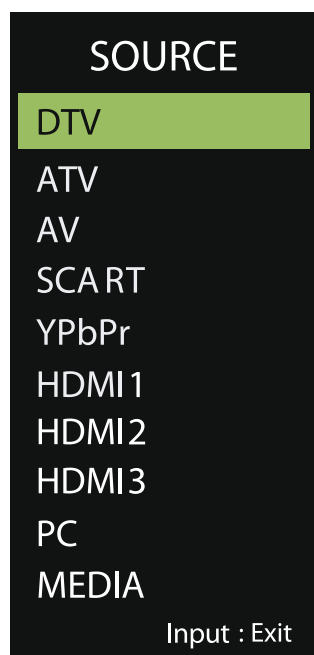 SOURCE
DTV
ATV
AV
SCART
YPbPr
HDMI1
HDMI2
HDMI3
PC
MEDIA
Input : Exit